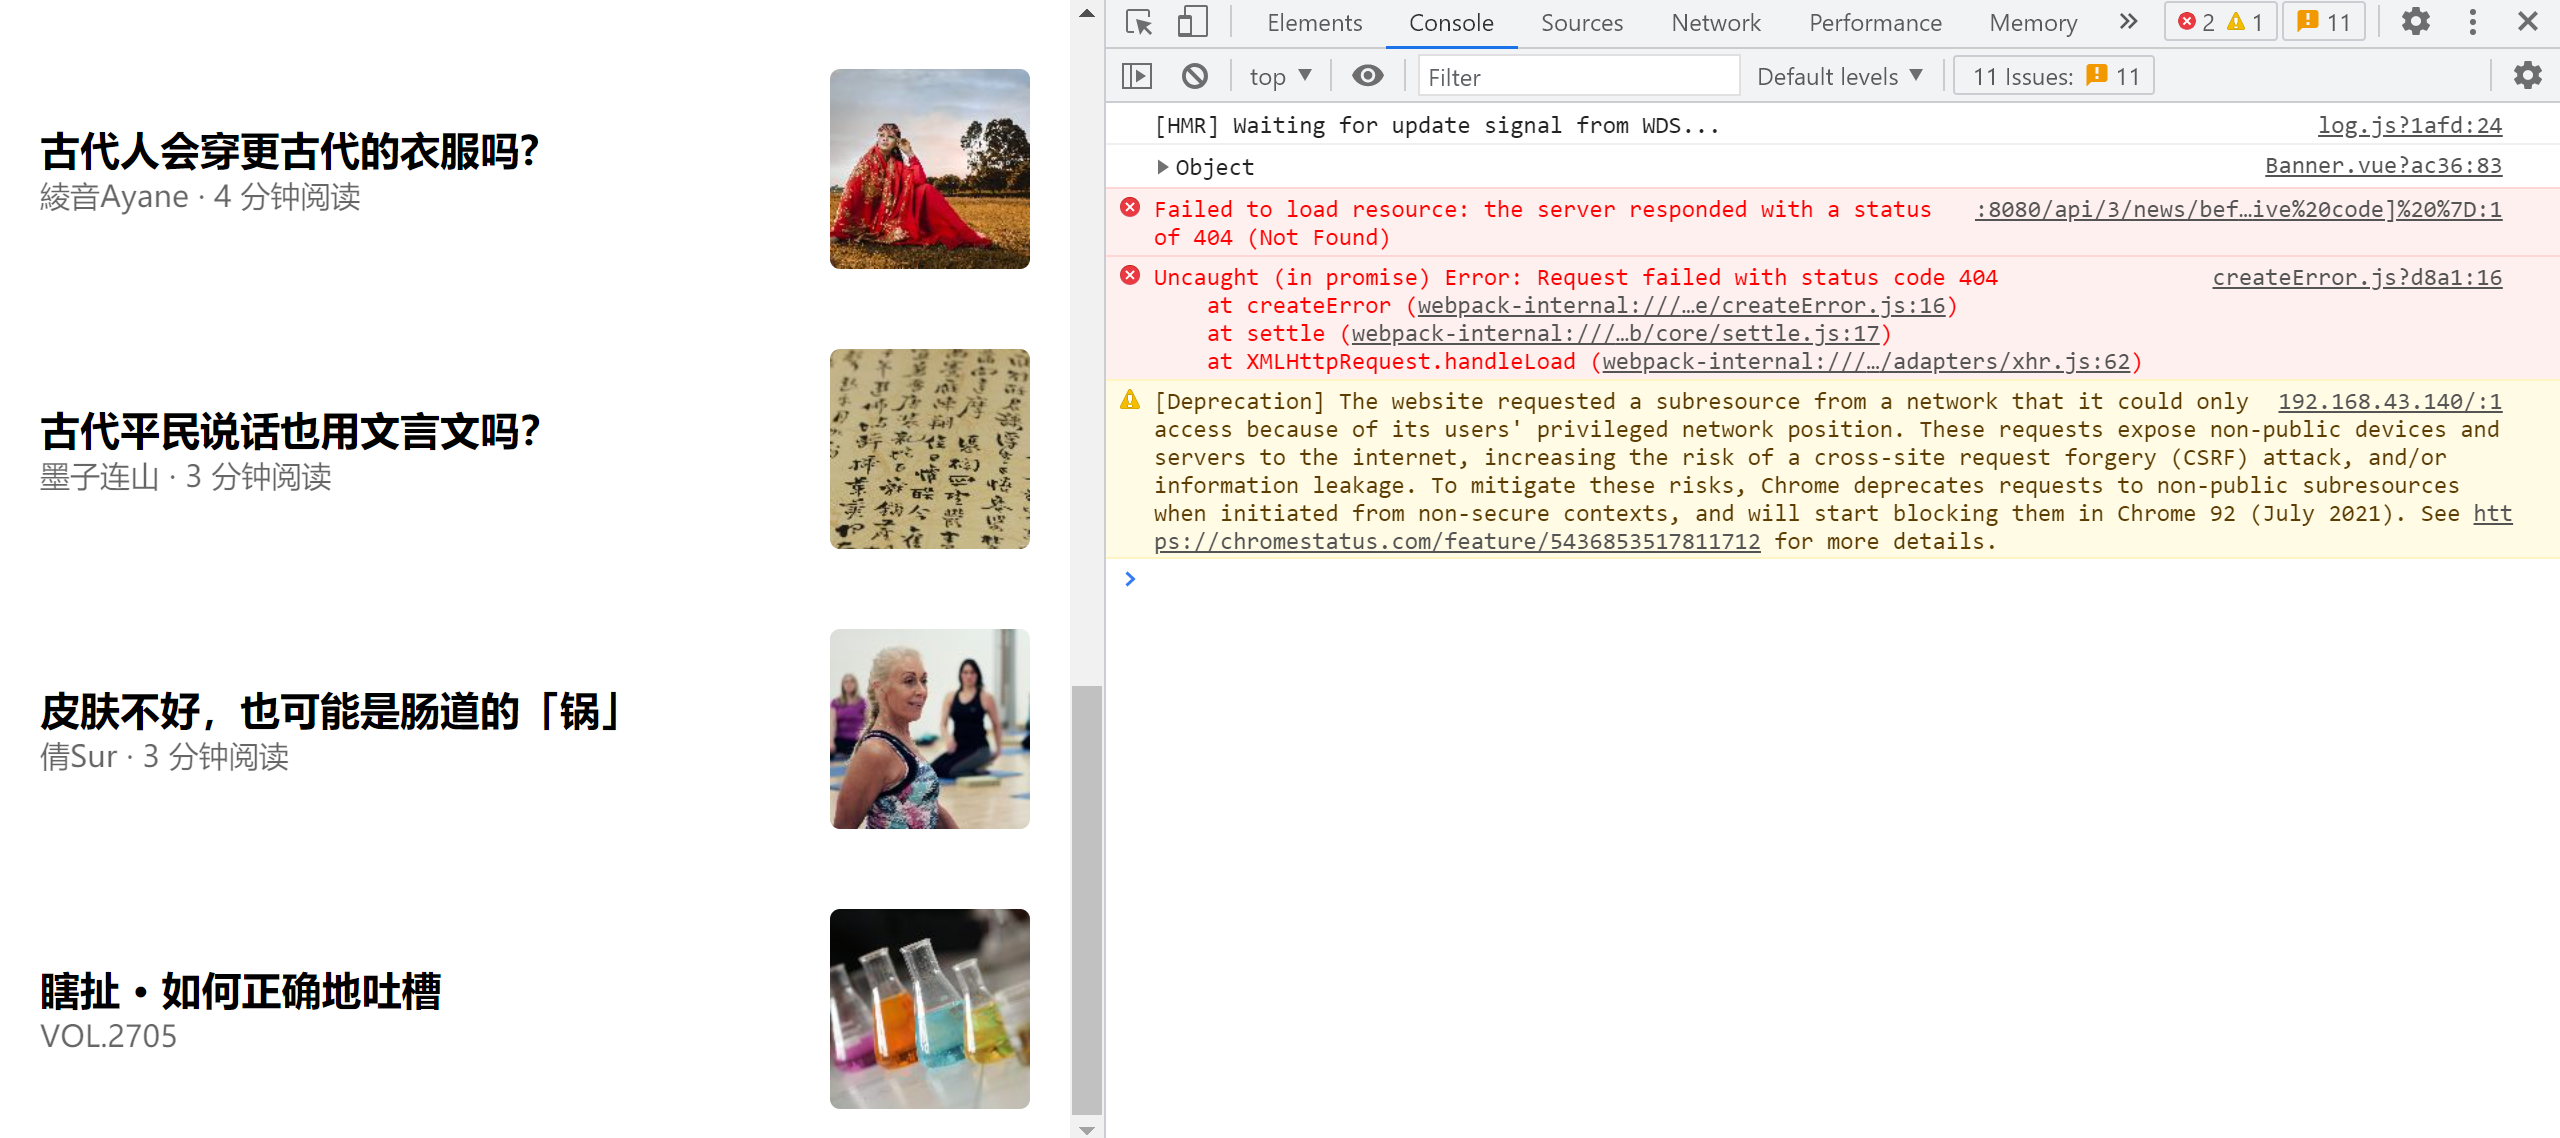 古代人会穿更古代的衣服吗?
綾音Ayane · 4 分钟阅读
古代平民说话也用文言文吗?
墨子连山 · 3 分钟阅读
皮肤不好，也可能是肠道的「锅」
倩Sur · 3 分钟阅读
瞎扯 · 如何正确地吐槽
VOL.2705
Elements Console Sources Network Performance Memory 2 1 11
top Filter Default levels 11 Issues: 11
[HMR] Waiting for update signal from WDS... log.js?1afd:24
Object Banner.vue?ac36:83
Failed to load resource: the server responded with a status :8080/api/3/news/bef…ive%20code]%20%7D:1
of 404 (Not Found)
Uncaught (in promise) Error: Request failed with status code 404 createError.js?d8a1:16
at createError (webpack-internal:///…e/createError.js:16)
at settle (webpack-internal:///…b/core/settle.js:17)
at XMLHttpRequest.handleLoad (webpack-internal:///…/adapters/xhr.js:62)
[Deprecation] The website requested a subresource from a network that it could only 192.168.43.140/:1
access because of its users' privileged network position. These requests expose non-public devices and
servers to the internet, increasing the risk of a cross-site request forgery (CSRF) attack, and/or
information leakage. To mitigate these risks, Chrome deprecates requests to non-public subresources
when initiated from non-secure contexts, and will start blocking them in Chrome 92 (July 2021). See htt
ps://chromestatus.com/feature/5436853517811712 for more details.